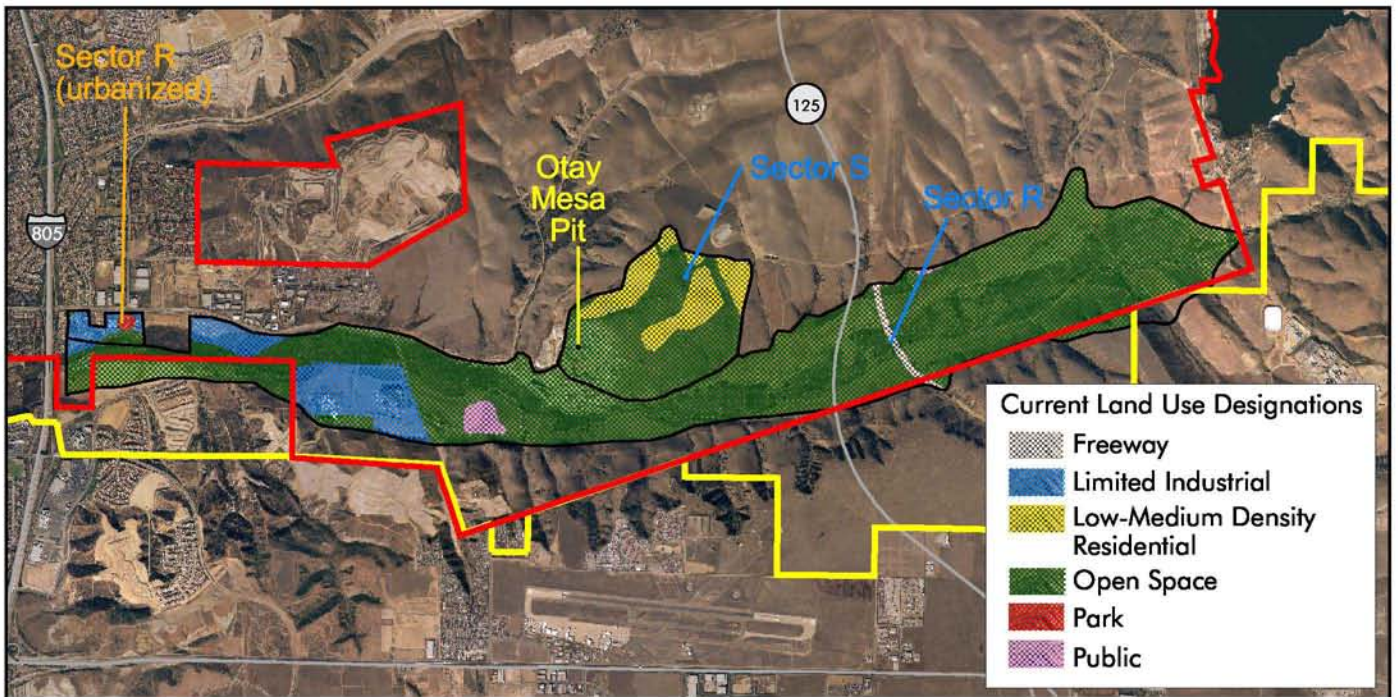 Sector R
(urbanized)
125
Otay
Mesa
Pit
Sector S
Sector R
805
Current Land Use Designations
Freeway
Limited Industrial
Low-Medium Density
Residential
Open Space
Park
Public